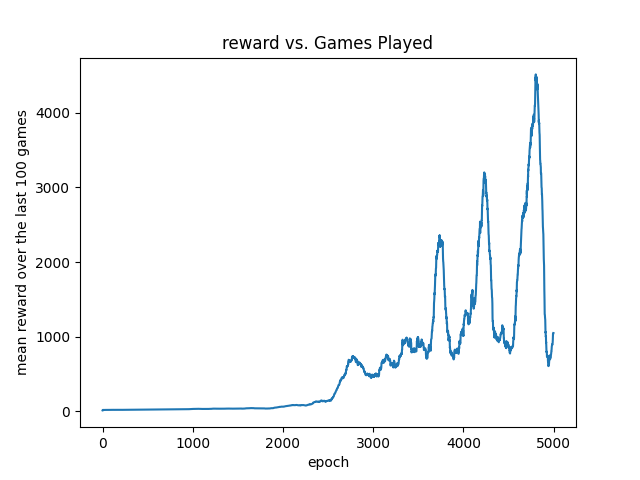 reward vs. Games Played
mean reward over the last 100 games
4000
3000
2000
1000
0
0 1000 2000 3000 4000 5000
epoch